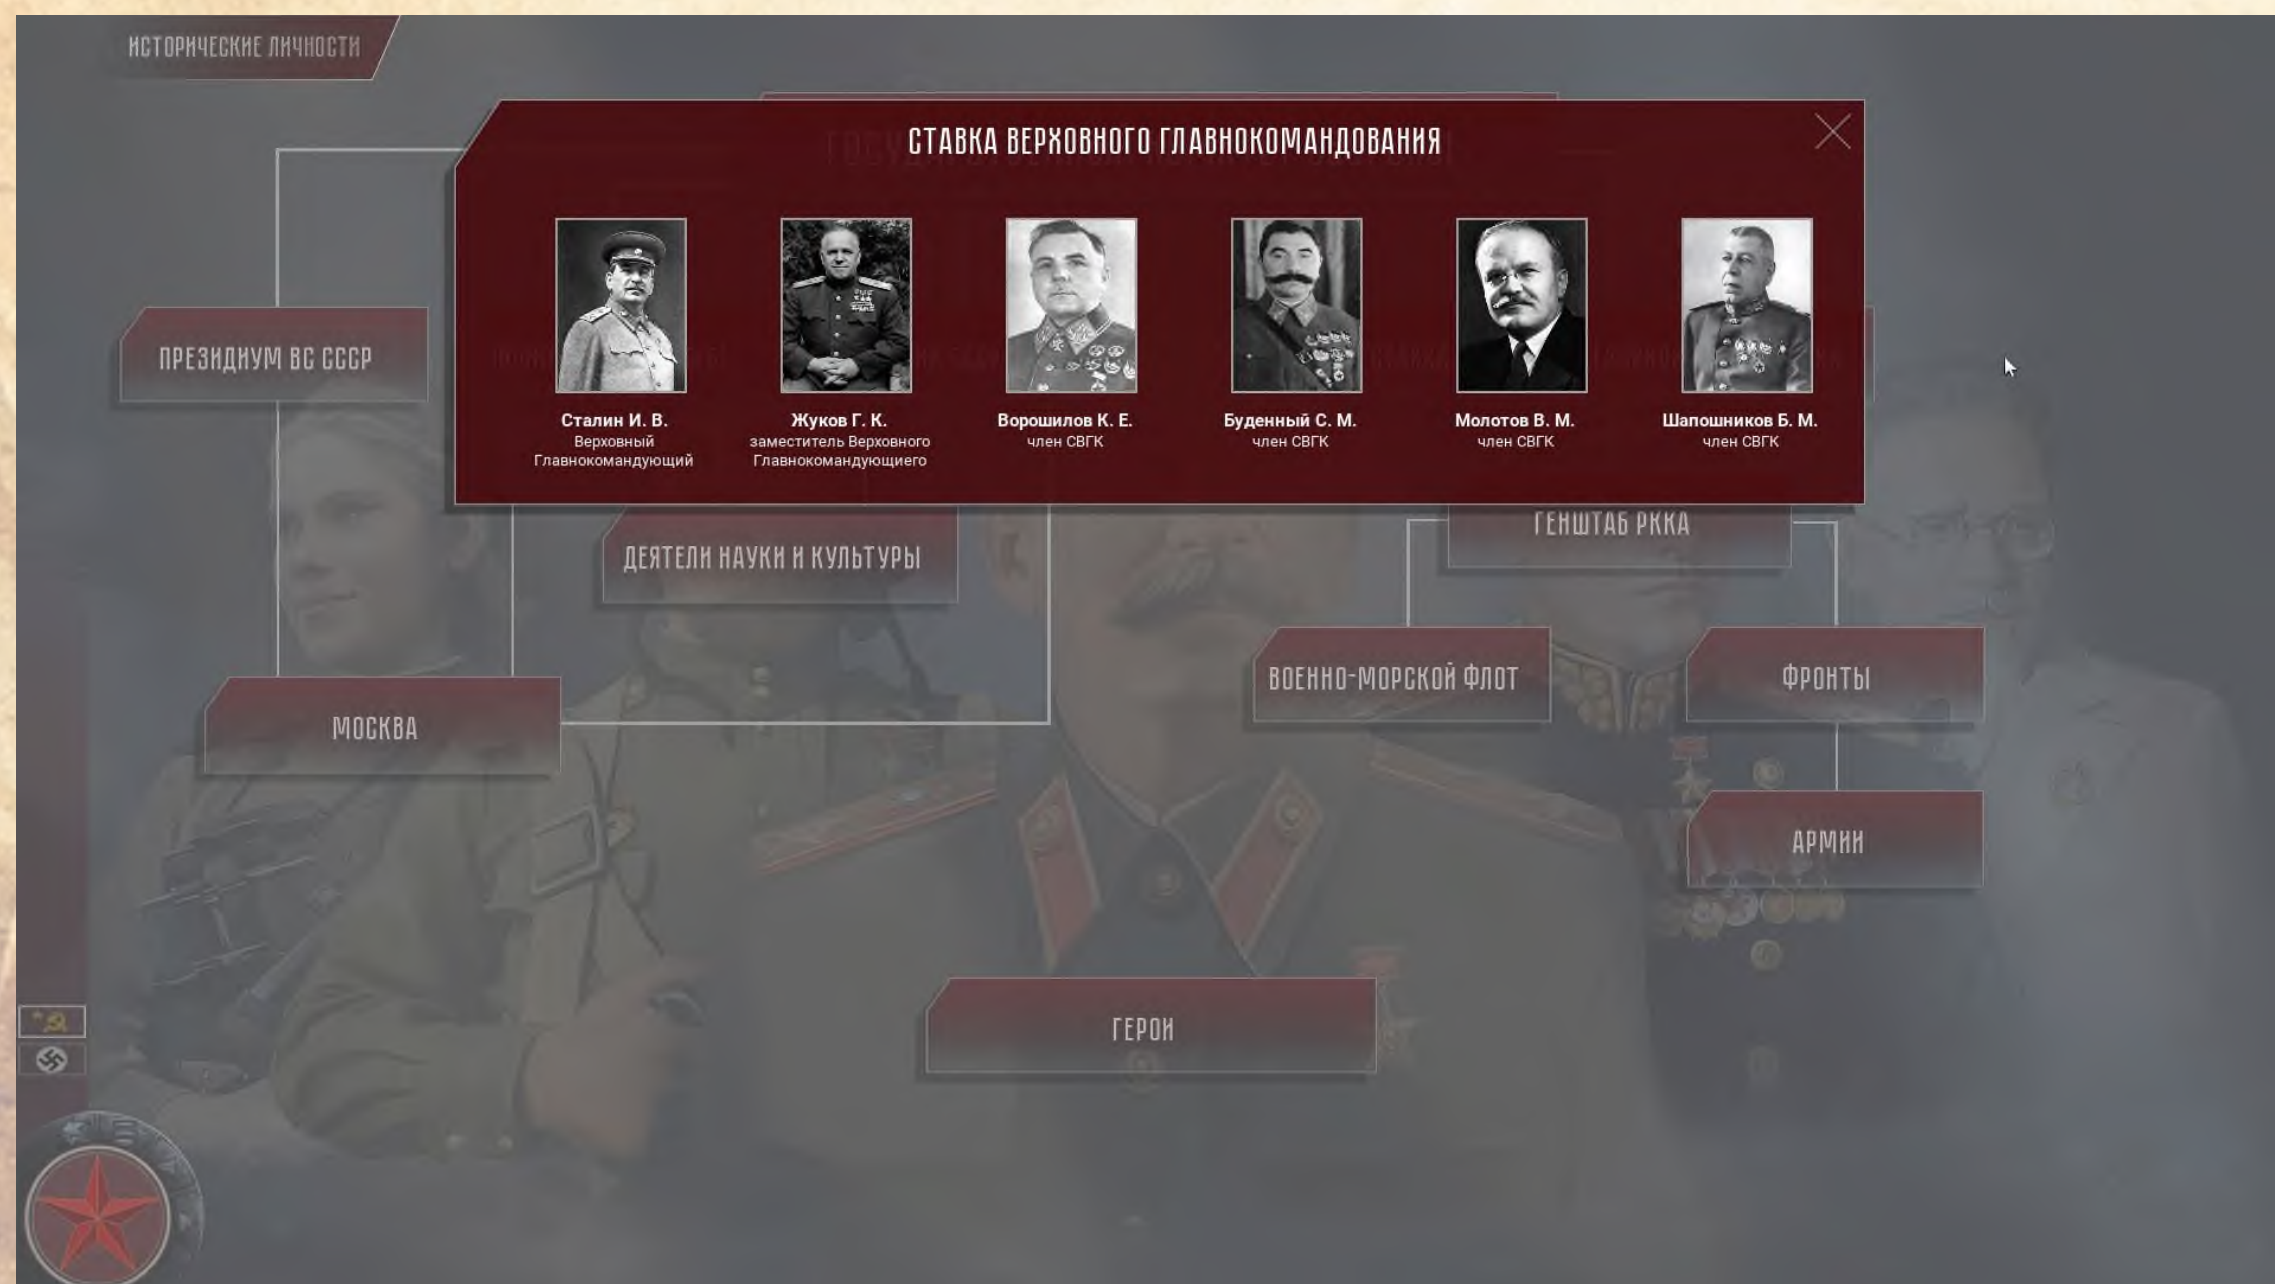 ИСТОРИЧЕСКИЕ ЛИЧНОСТИ
СТАВКА ВЕРХОВНОГО ГЛАВНОКОМАНДОВАНИЯ
Сталин И. В.
Верховный
Главнокомандующий
Жуков Г. К.
заместитель Верховного
Главнокомандующиего
Ворошилов К. Е.
член СВГК
Буденный С. М.
член СВГК
Молотов В. М.
член СВГК
Шапошников Б. М.
член СВГК
ПРЕЗИДИУМ ВС СССР
ГЕНШТАБ РККА
ДЕЯТЕЛИ НАУКИ И КУЛЬТУРЫ
ВОЕННО-МОРСКОЙ ФЛОТ
ФРОНТЫ
МОСКВА
АРМИИ
ГЕРОИ